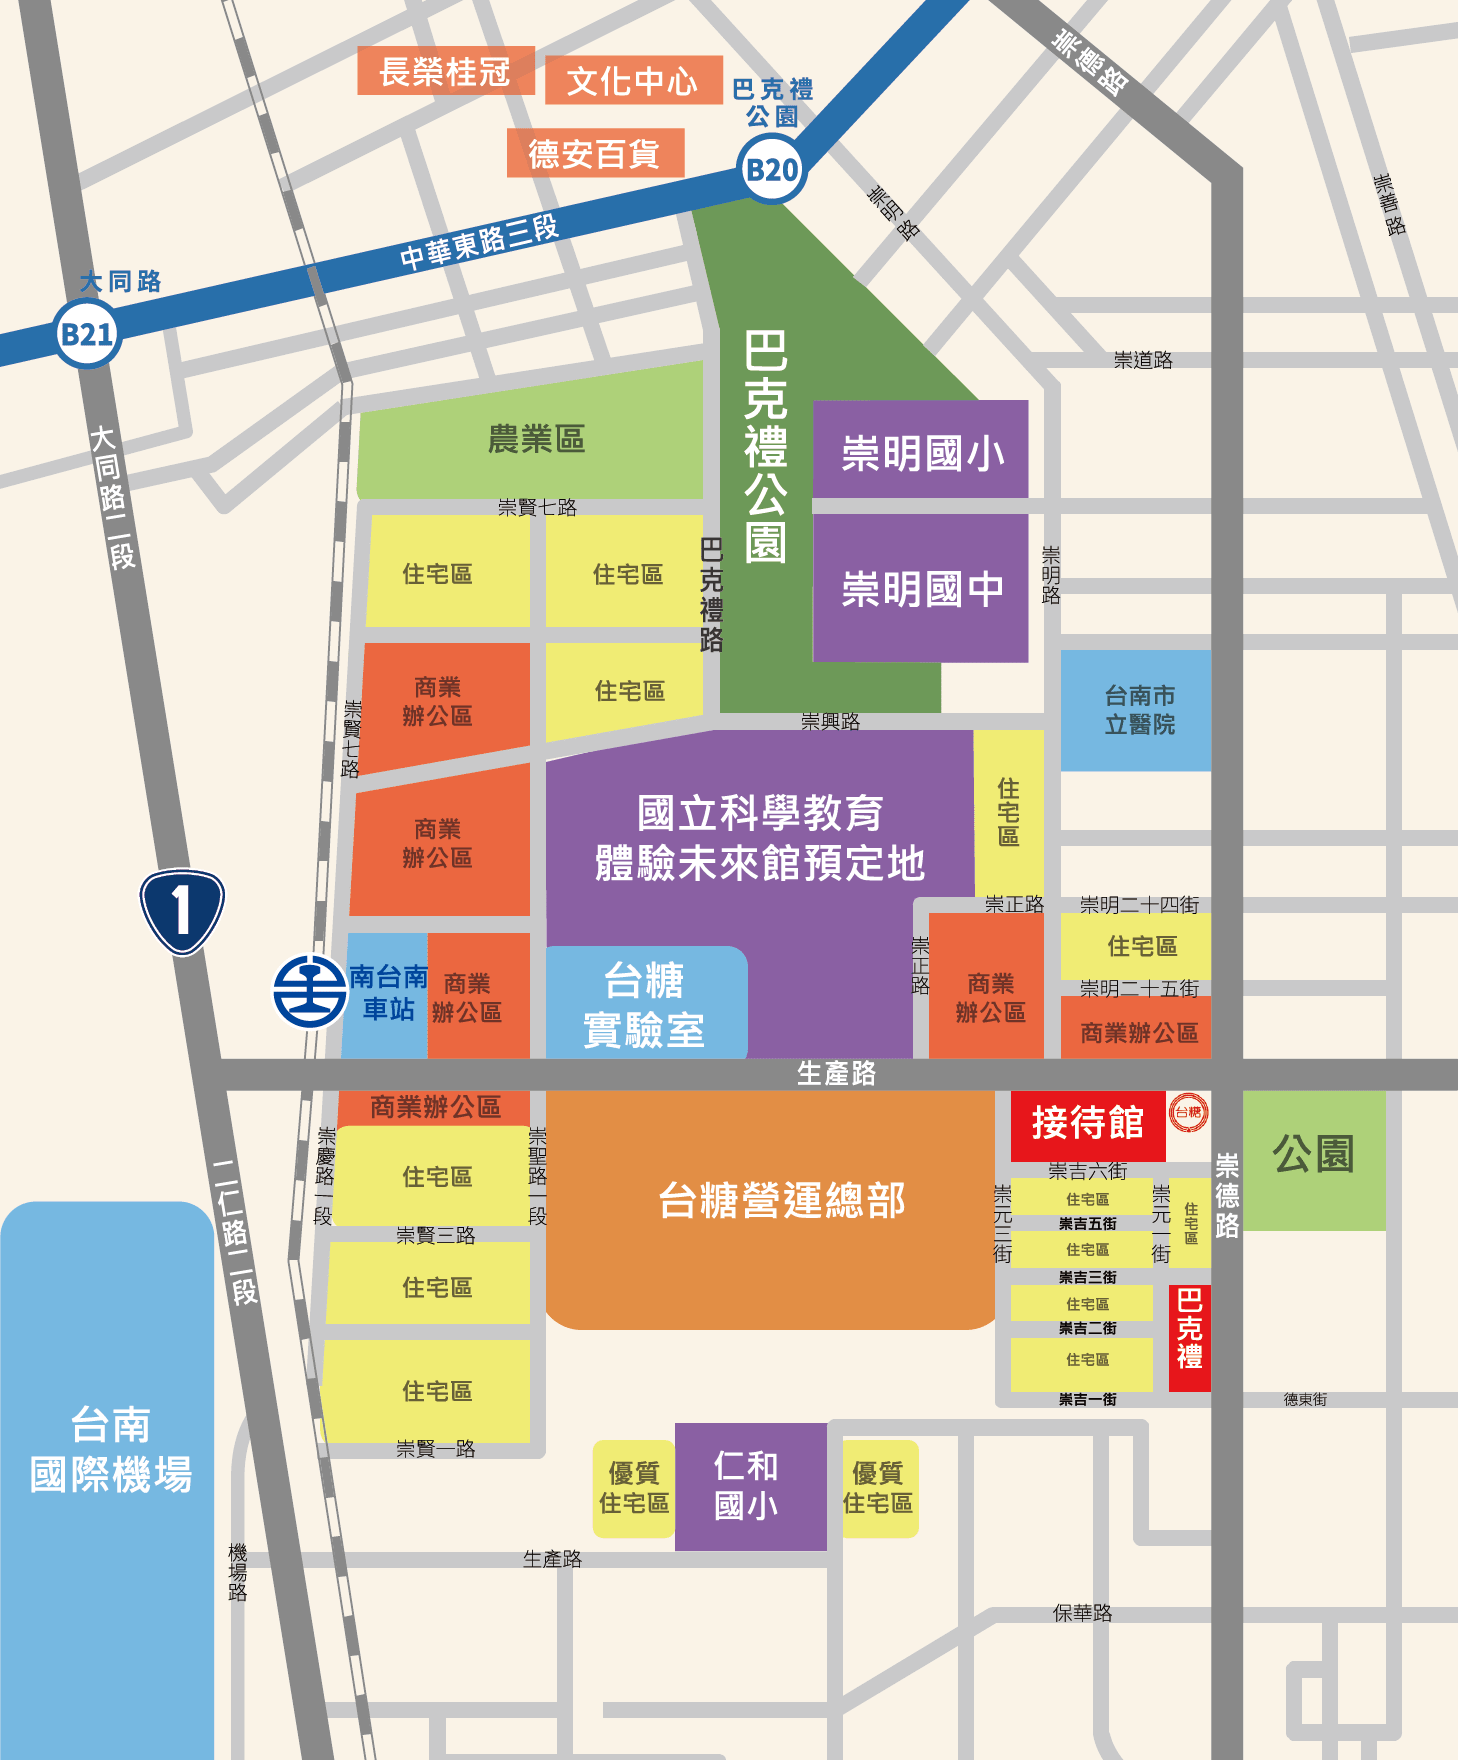 長榮桂冠
文化中心
德安百貨
巴克禮
公園
B20
崇德路
崇明路
崇善路
中華東路三段
大同路
B21
崇道路
大同路二段
農業區
巴克禮公園
崇明國小
崇賢七路
住宅區
住宅區
巴克禮路
崇明國中
崇明路
商業
辦公區
住宅區
台南市
立醫院
崇賢七路
崇興路
商業
辦公區
國立科學教育
體驗未來館預定地
住宅區
1
崇正路
崇明二十四街
住宅區
崇正路
南台南
車站
商業
辦公區
台糖
實驗室
商業
辦公區
崇明二十五街
商業辦公區
生產路
商業辦公區
接待館
台糖
公園
崇慶路一段
崇聖路一段
住宅區
台糖營運總部
崇吉六街
崇元三街
住宅區
崇元一街
住宅區
崇德路
崇吉五街
二仁路二段
崇賢三路
住宅區
崇吉三街
住宅區
住宅區
巴克禮
崇吉二街
住宅區
住宅區
崇吉一街
德東街
台南
國際機場
崇賢一路
優質
住宅區
仁和
國小
優質
住宅區
機場路
生產路
保華路